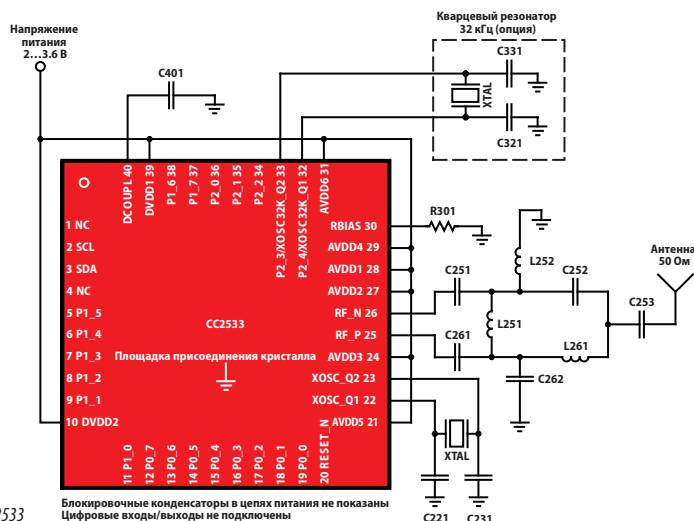 Напряжение
питания
2...3.6 В
Кварцевый резонатор
32 кГц (опция)
C331
XTAL
C321
C401
DCOUPL 40
DVDD1 39
P1_6 38
P1_7 37
P2_0 36
P2_1 35
P2_2 34
P2_3/XOSC32K_Q2 33
P2_4/XOSC32K_Q1 32
AVDD6 31
1 NC
2 SCL
3 SDA
4 NC
5 P1_5
6 P1_4
7 P1_3
8 P1_2
9 P1_1
10 DVDD2
CC2533
Площадка присоединения кристалла
RBIAS 30
AVDD4 29
AVDD1 28
AVDD2 27
RF_N 26
RF_P 25
AVDD3 24
XOSC_Q2 23
XOSC_Q1 22
AVDD5 21
11 P1_0
12 P0_7
13 P0_6
14 P0_5
15 P0_4
16 P0_3
17 P0_2
18 P0_1
19 P0_0
20 RESET_N
R301
L252
Антенна
50 Ом
C251
C252
C253
L251
C261
L261
C262
XTAL
C221
C231
Блокировочные конденсаторы в цепях питания не показаны
Цифровые входы/выходы не подключены
2533